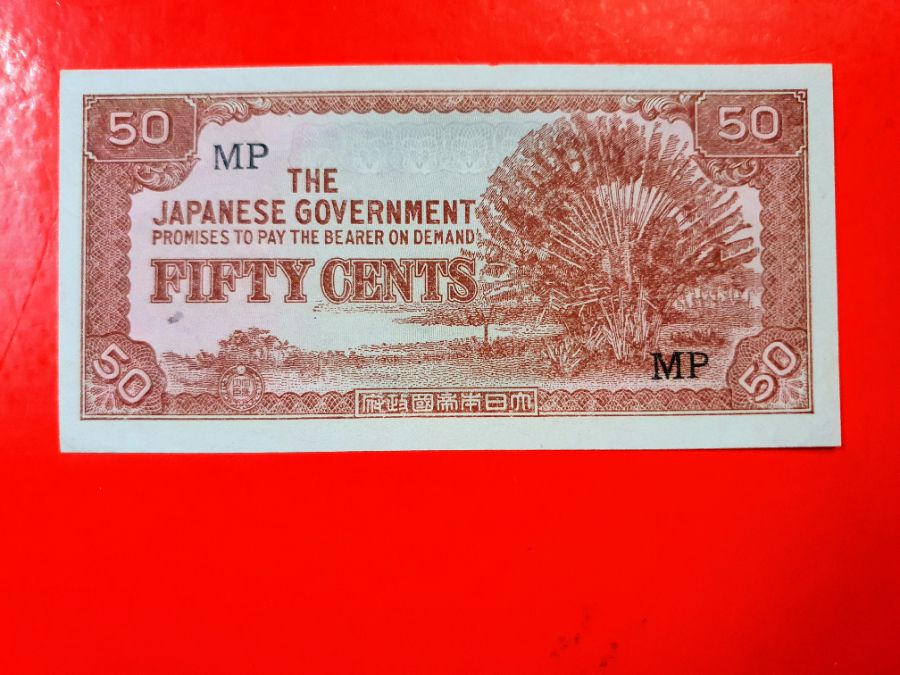 50
50
MP
THE
JAPANESE GOVERNMENT
PROMISES TO PAY THE BEARER ON DEMAND
FIFTY CENTS
MP
50
50
大日本帝國政府